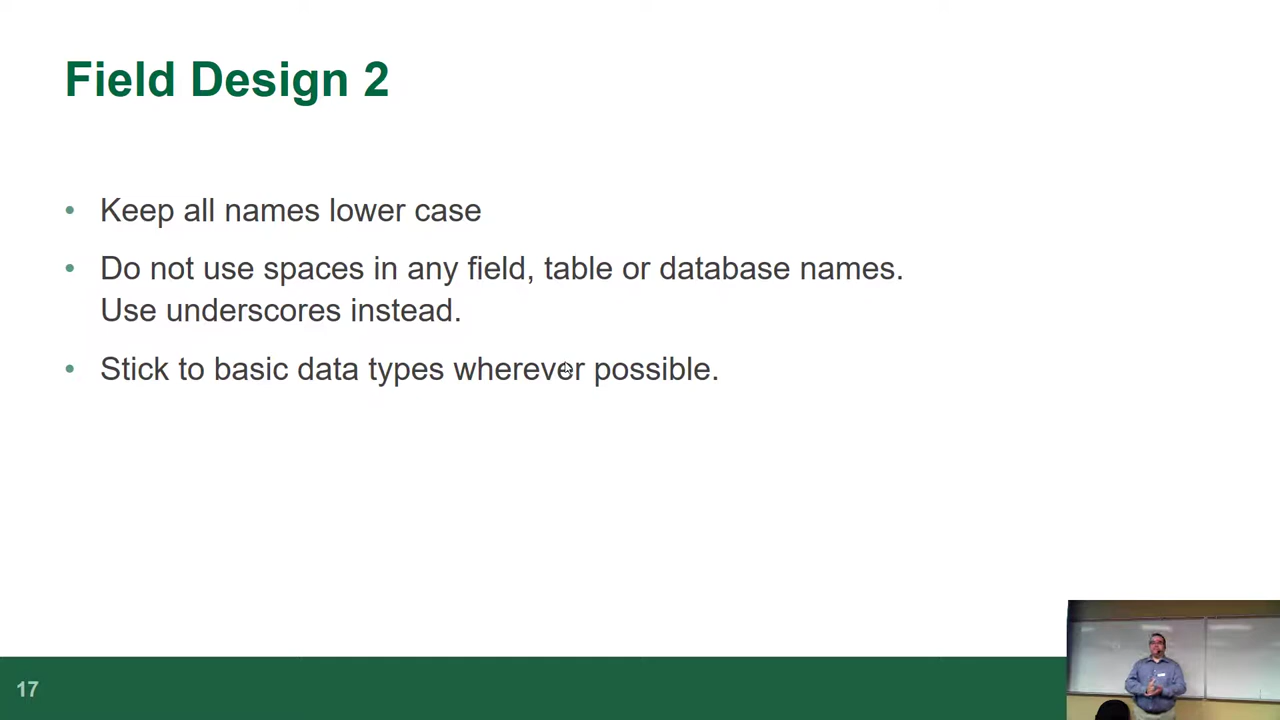 Field Design 2
• Keep all names lower case
• Do not use spaces in any field, table or database names.
Use underscores instead.
• Stick to basic data types wherever possible.
17